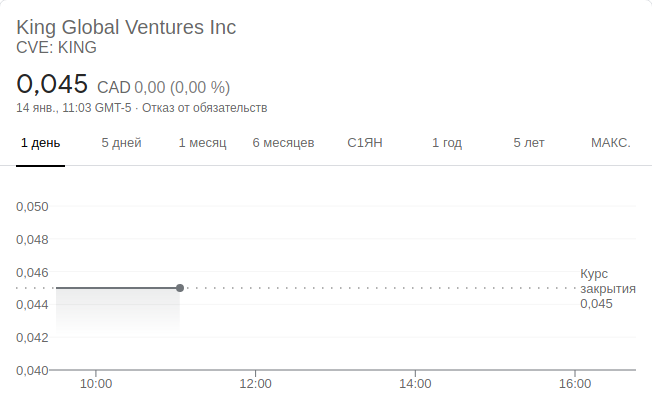 King Global Ventures Inc
CVE: KING
0,045 CAD 0,00 (0,00 %)
14 янв., 11:03 GMT-5 · Отказ от обязательств
1 день 5 дней 1 месяц 6 месяцев С1ЯН 1 год 5 лет МАКС.
0,050
0,048
0,046
Курс
закрытия
0,045
0,044
0,042
0,040
10:00 12:00 14:00 16:00